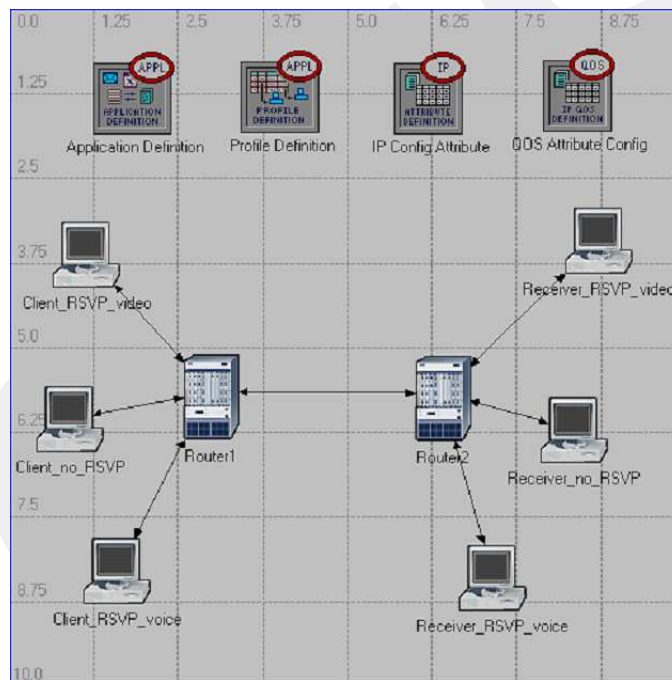 0.0 1.25 2.5 3.75 5.0 6.25 7.5 8.75
APPL APPL IP QOS
1.25
APPLICATION DEFINITION
PROFILE DEFINITION
ATTRIBUTE DEFINITION
IP QOS DEFINITION
Application Definition Profile Definition IP Config Attribute QOS Attribute Config
2.5
3.75
Client_RSVP_video Receiver_RSVP_video
5.0
6.25
Router1 Router2
Client_no_RSVP Receiver_no_RSVP
7.5
8.75
Client_RSVP_voice Receiver_RSVP_voice
10.0